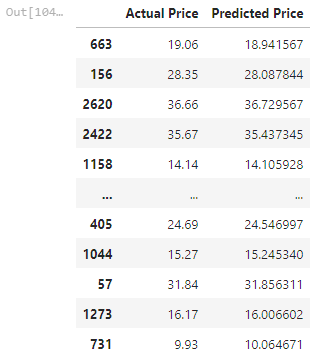 Out[104...
Actual Price Predicted Price
663 19.06 18.941567
156 28.35 28.087844
2620 36.66 36.729567
2422 35.67 35.437345
1158 14.14 14.105928
... ... ...
405 24.69 24.546997
1044 15.27 15.245340
57 31.84 31.856311
1273 16.17 16.006602
731 9.93 10.064671